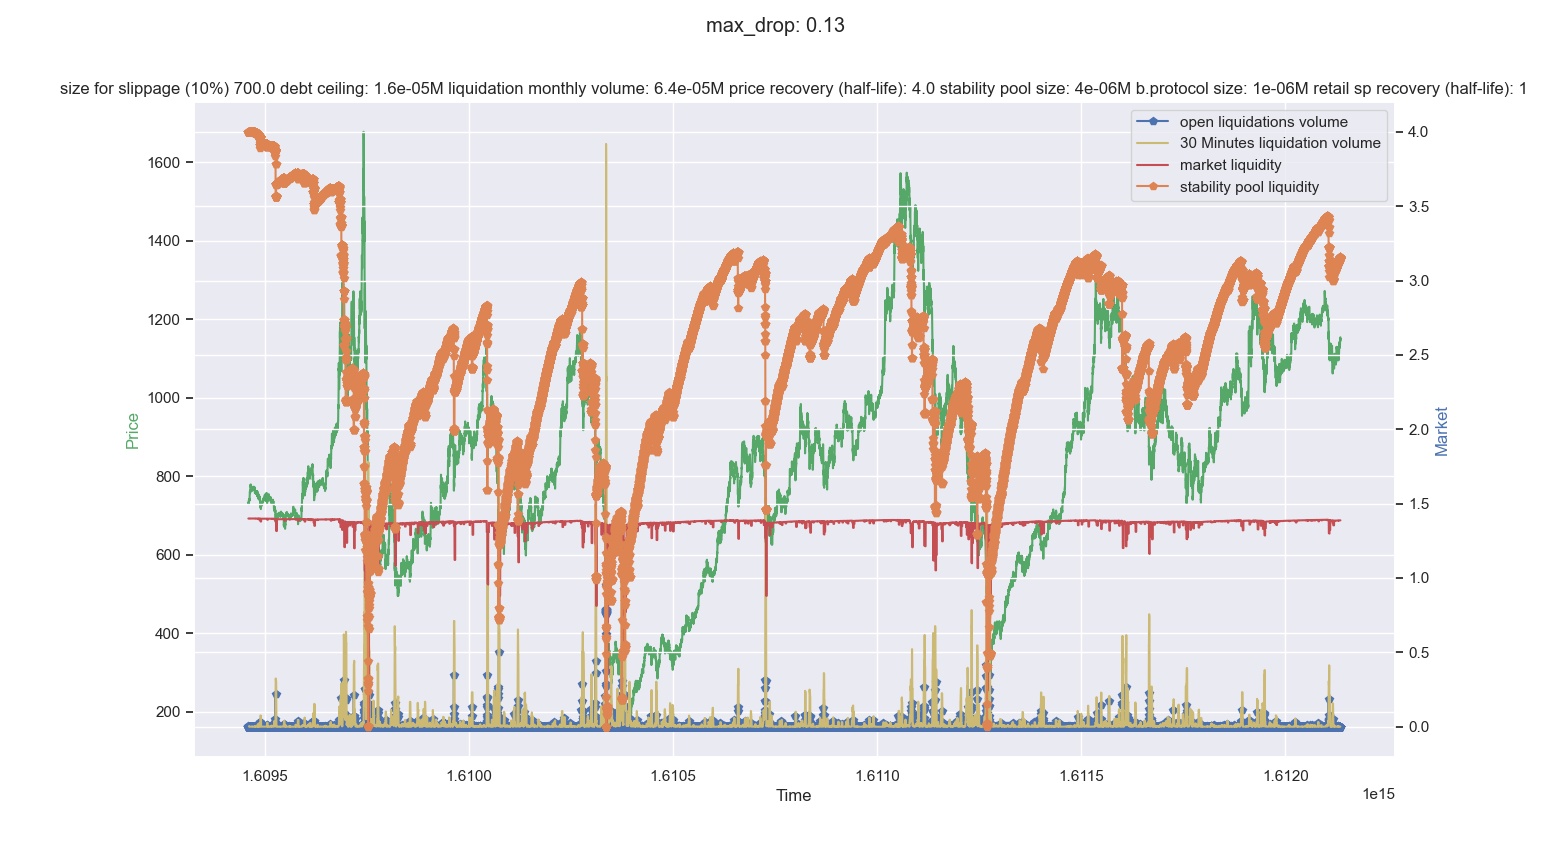 max_drop: 0.13
size for slippage (10%) 700.0 debt ceiling: 1.6e-05M liquidation monthly volume: 6.4e-05M price recovery (half-life): 4.0 stability pool size: 4e-06M b.protocol size: 1e-06M retail sp recovery (half-life): 1
open liquidations volume
30 Minutes liquidation volume
market liquidity
stability pool liquidity
Price
1600
1400
1200
1000
800
600
400
200
4.0
3.5
3.0
2.5
2.0
1.5
1.0
0.5
0.0
Market
1.6095
1.6100
1.6105
1.6110
1.6115
1.6120
Time
1e15